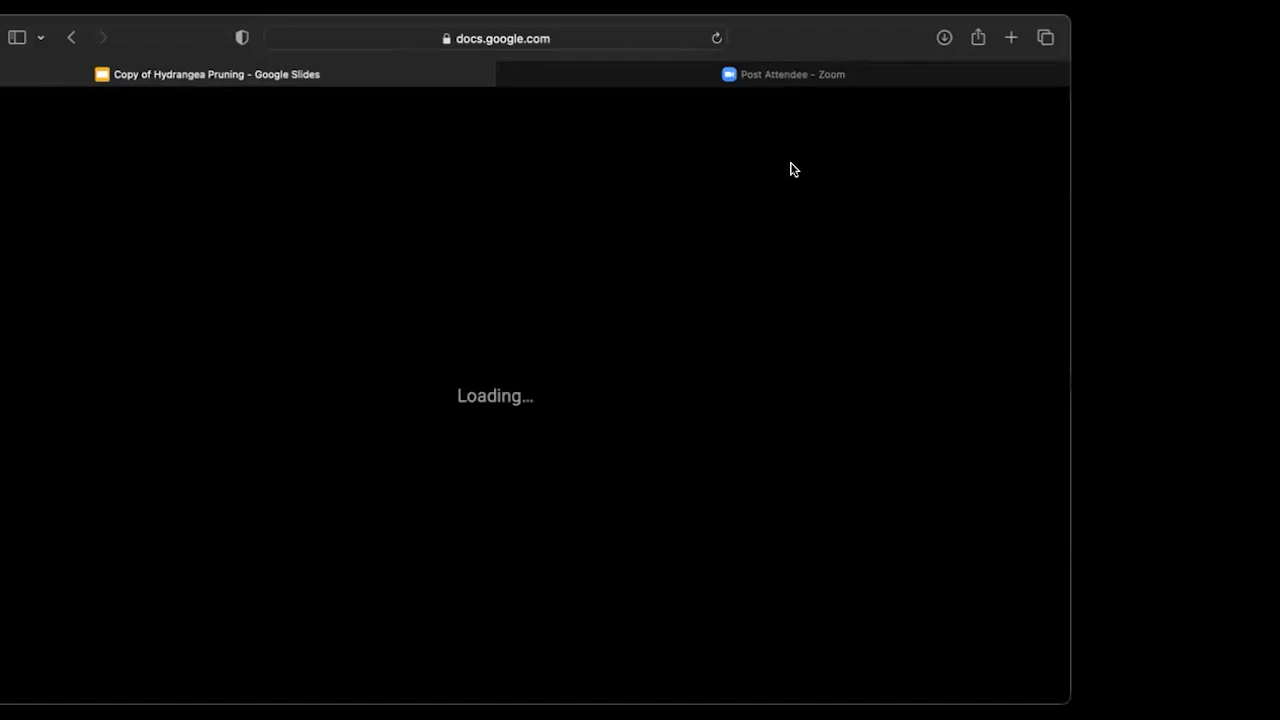 docs.google.com
Copy of Hydrangea Pruning - Google Slides
Post Attendee - Zoom
Loading...